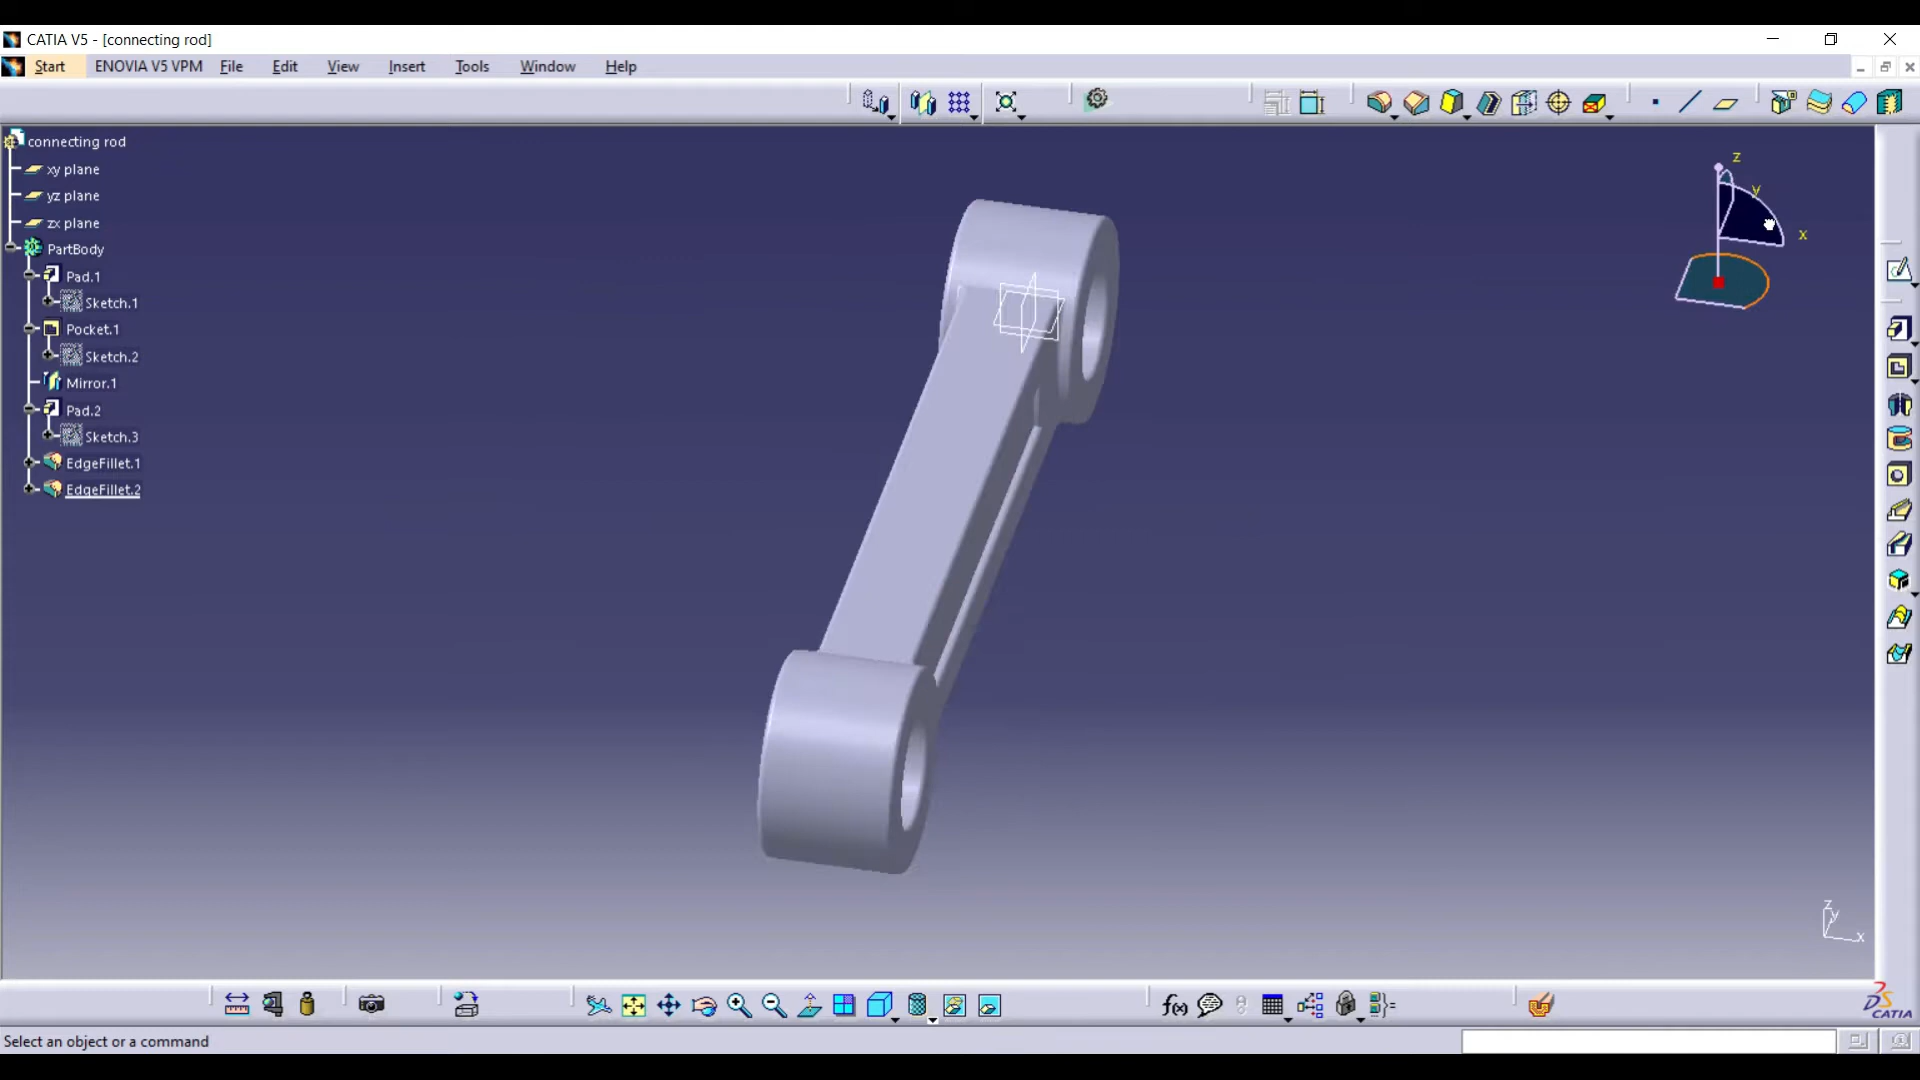 CATIA V5 - [connecting rod]
Start ENOVIA V5 VPM File Edit View Insert Tools Window Help
connecting rod
xy plane
yz plane
zx plane
PartBody
Pad.1
Sketch.1
Pocket.1
Sketch.2
Mirror.1
Pad.2
Sketch.3
EdgeFillet.1
EdgeFillet.2
z
y
x
z
y
x
f(x)
CATIA
Select an object or a command